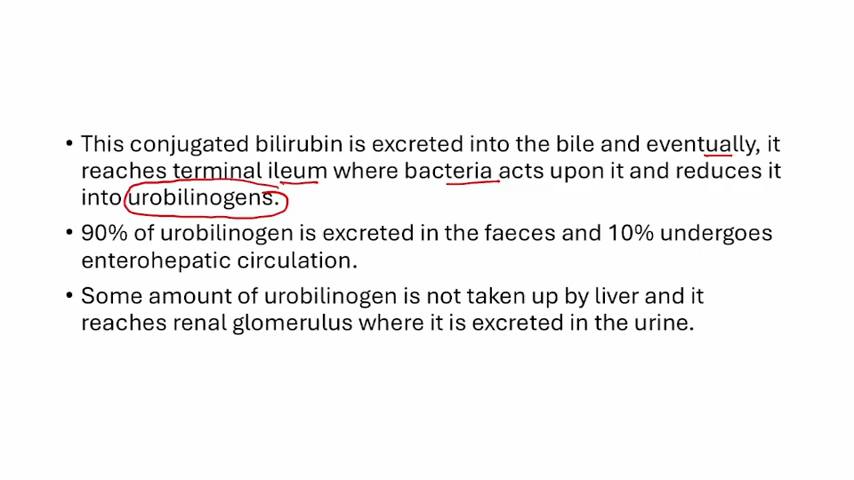 • This conjugated bilirubin is excreted into the bile and eventually, it
reaches terminal ileum where bacteria acts upon it and reduces it
into urobilinogens.
• 90% of urobilinogen is excreted in the faeces and 10% undergoes
enterohepatic circulation.
• Some amount of urobilinogen is not taken up by liver and it
reaches renal glomerulus where it is excreted in the urine.